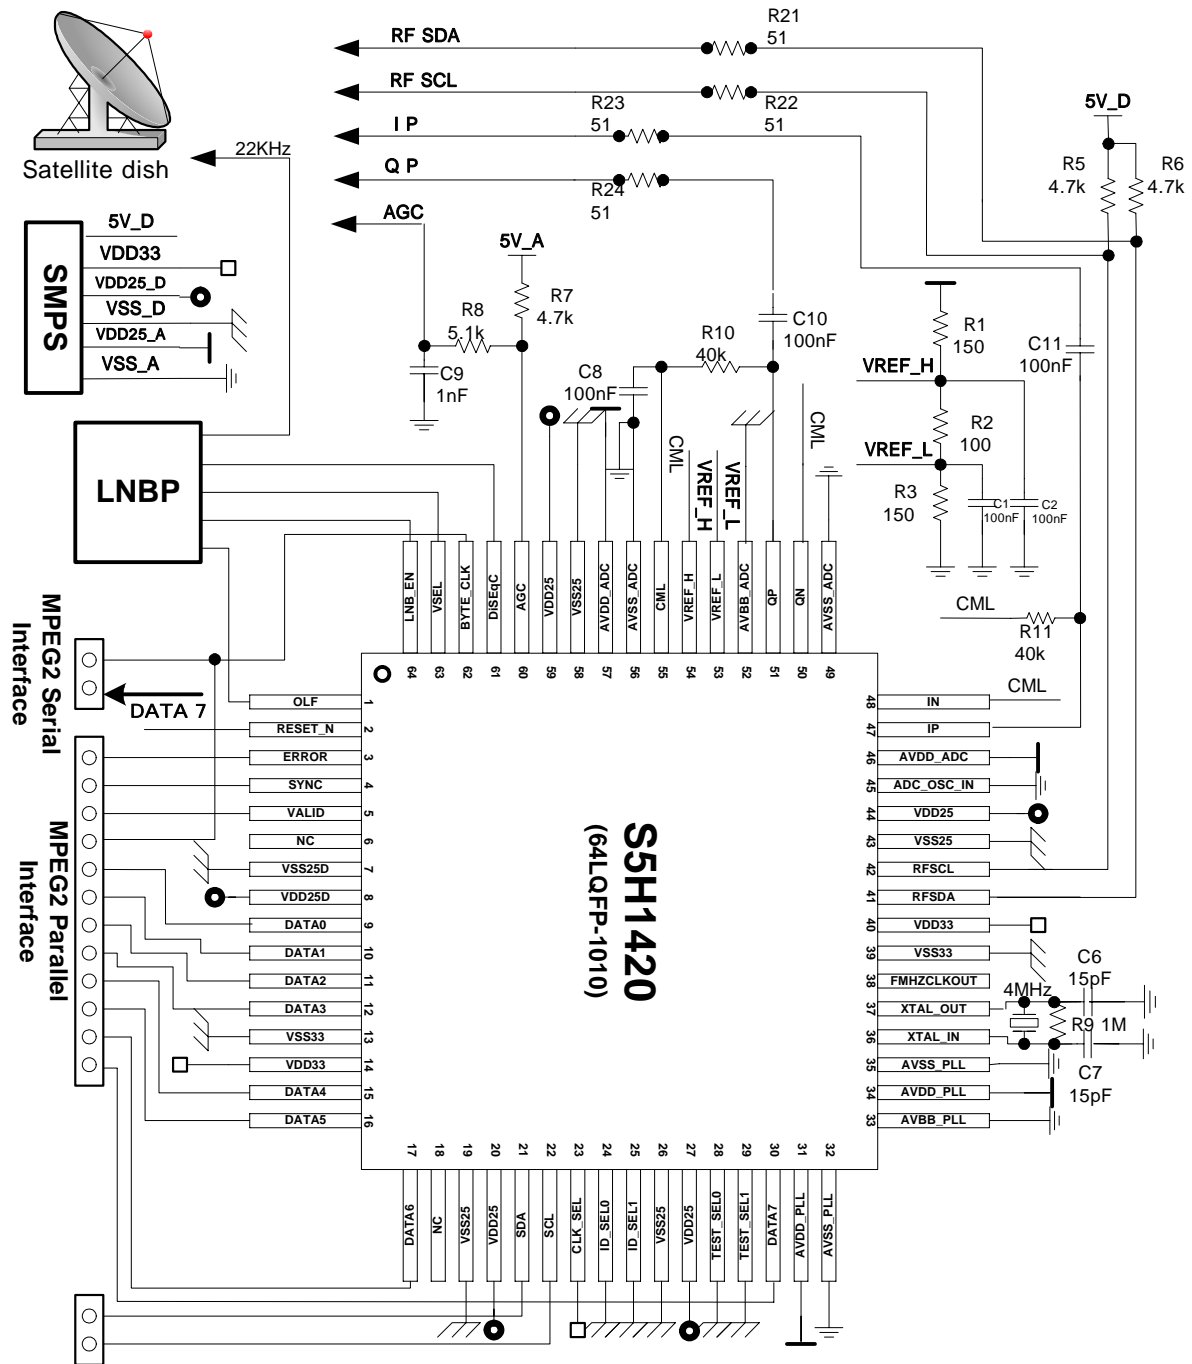 R21
51
RF SDA
RF SCL
R22
51
R23
51
I P
5V_D
22KHz
Q P
R24
51
Satellite dish
R5
4.7k
R6
4.7k
AGC
5V_A
SMPS
5V_D
VDD33
VDD25_D
VSS_D
VDD25_A
VSS_A
R8
5.1k
R7
4.7k
C9
1nF
C8
100nF
R10
40k
C10
100nF
R1
150
C11
100nF
VREF_H
R2
100
VREF_L
R3
150
C1
100nF
C2
100nF
CML
VREF_H
VREF_L
CML
LNBP
CML
R11
40k
CML
LNB_EN
VSEL
BYTE_CLK
DiSEqC
AGC
VDD25
VSS25
AVDD_ADC
AVSS_ADC
CML
VREF_H
VREF_L
AVBB_ADC
QP
QN
AVSS_ADC
64
63
62
61
60
59
58
57
56
55
54
53
52
51
50
49
MPEG2 Serial
Interface
DATA 7
MPEG2 Parallel
Interface
OLF 1
RESET_N 2
ERROR 3
SYNC 4
VALID 5
NC 6
VSS25D 7
VDD25D 8
DATA0 9
DATA1 10
DATA2 11
DATA3 12
VSS33 13
VDD33 14
DATA4 15
DATA5 16
S5H1420
(64LQFP-1010)
48 IN
47 IP
46 AVDD_ADC
45 ADC_OSC_IN
44 VDD25
43 VSS25
42 RFSCL
41 RFSDA
40 VDD33
39 VSS33
38 FMHZCLKOUT
37 XTAL_OUT
36 XTAL_IN
35 AVSS_PLL
34 AVDD_PLL
33 AVBB_PLL
4MHz
C6
15pF
R9 1M
C7
15pF
17
18
19
20
21
22
23
24
25
26
27
28
29
30
31
32
DATA6
NC
VSS25
VDD25
SDA
SCL
CLK_SEL
ID_SEL0
ID_SEL1
VSS25
VDD25
TEST_SEL0
TEST_SEL1
DATA7
AVDD_PLL
AVSS_PLL